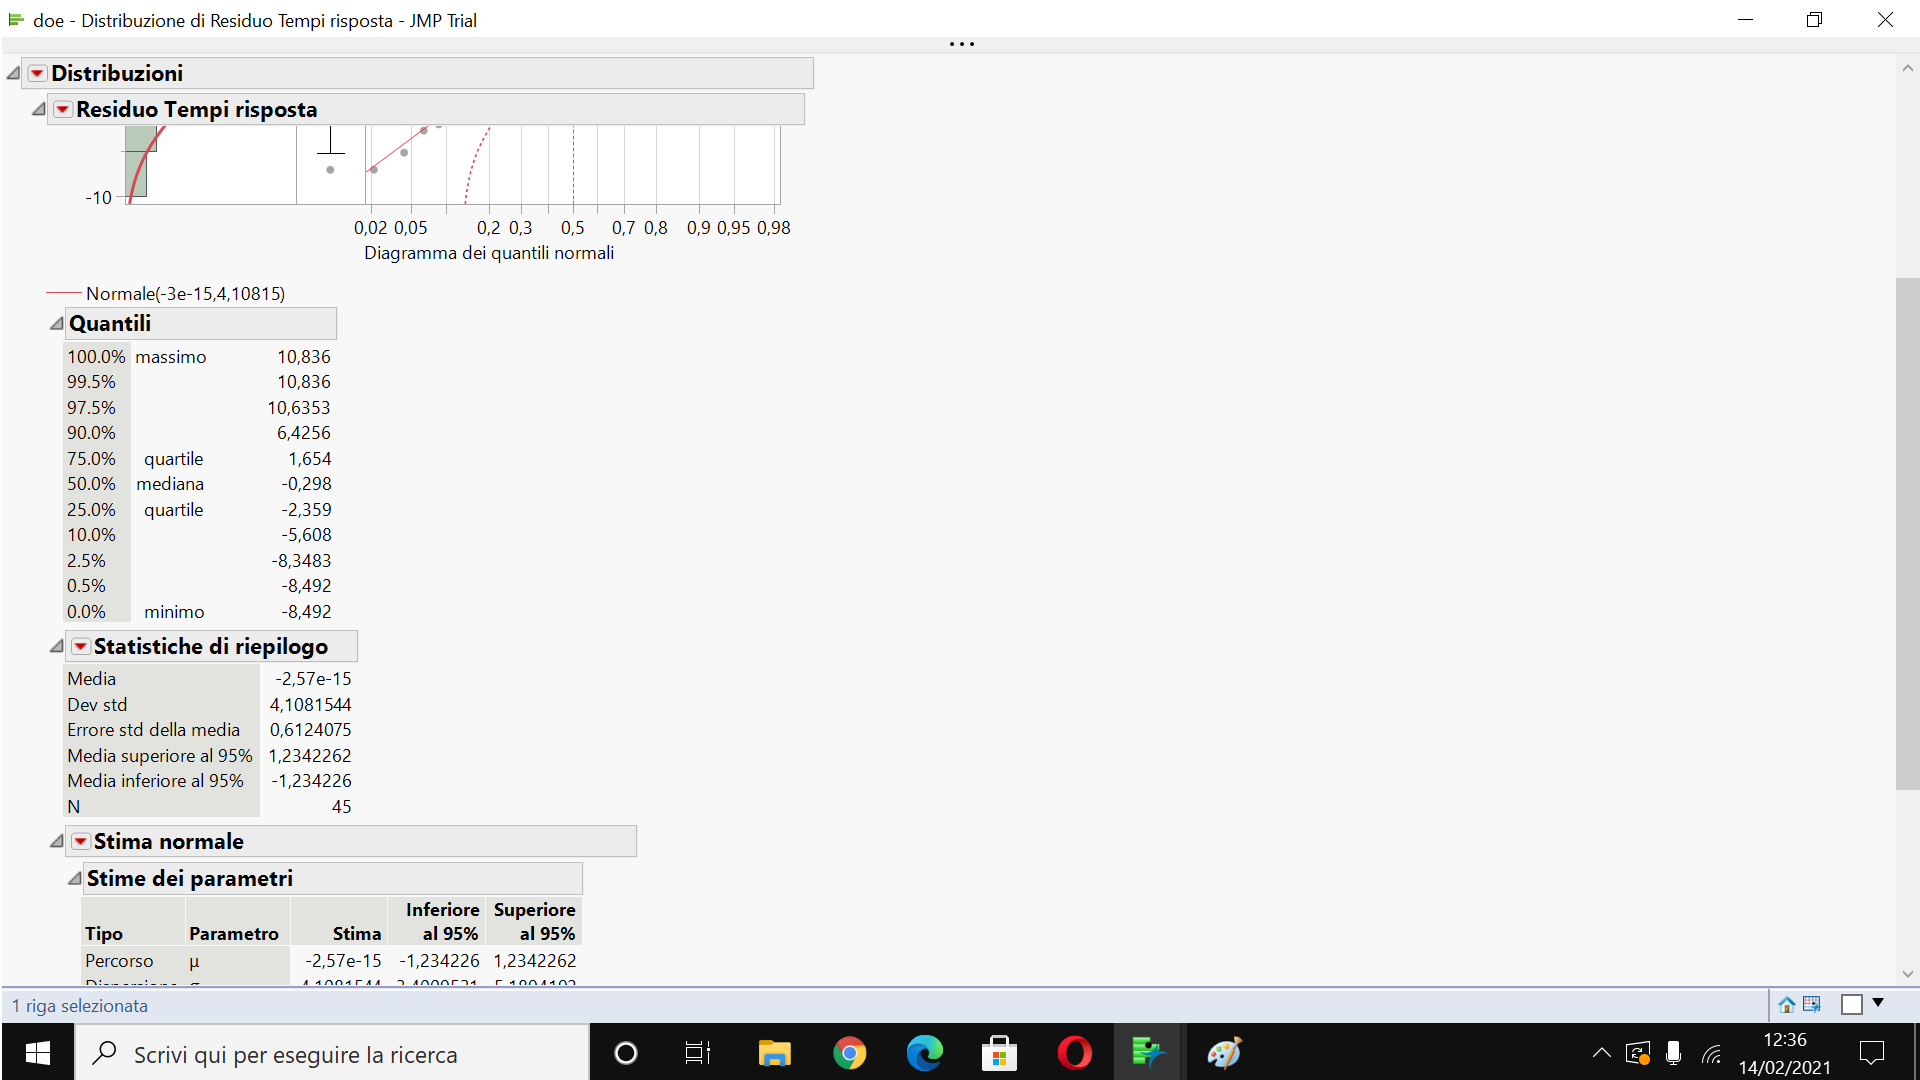 doe - Distribuzione di Residuo Tempi risposta - JMP Trial
Distribuzioni
Residuo Tempi risposta
-10
0,02 0,05 0,2 0,3 0,5 0,7 0,8 0,9 0,95 0,98
Diagramma dei quantili normali
Normale(-3e-15,4,10815)
Quantili
100.0% massimo 10,836
99.5% 10,836
97.5% 10,6353
90.0% 6,4256
75.0% quartile 1,654
50.0% mediana -0,298
25.0% quartile -2,359
10.0% -5,608
2.5% -8,3483
0.5% -8,492
0.0% minimo -8,492
Statistiche di riepilogo
Media -2,57e-15
Dev std 4,1081544
Errore std della media 0,6124075
Media superiore al 95% 1,2342262
Media inferiore al 95% -1,234226
N 45
Stima normale
Stime dei parametri
Inferiore Superiore
Tipo Parametro Stima al 95% al 95%
Percorso μ -2,57e-15 -1,234226 1,2342262
1 riga selezionata
Scrivi qui per eseguire la ricerca
12:36
14/02/2021